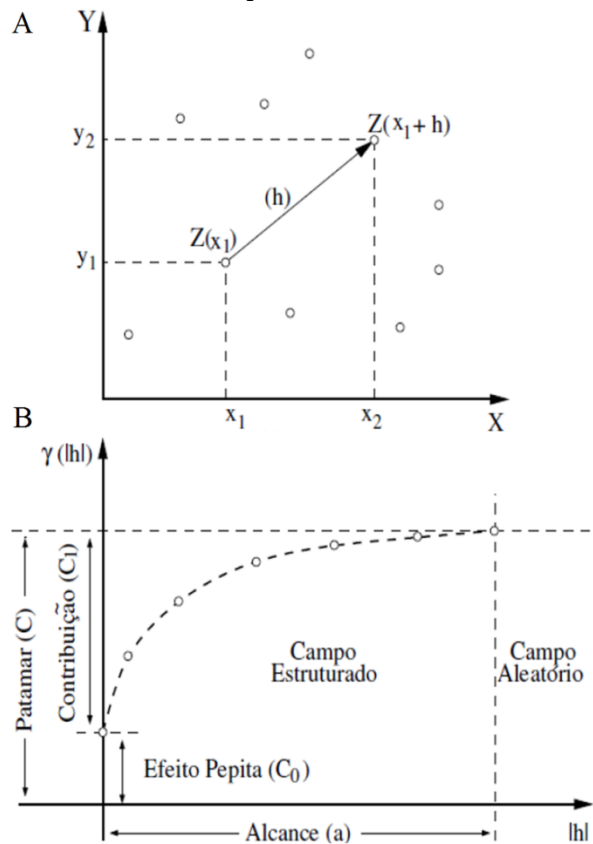 A
Y
y2
Z(x1+h)
(h)
Z(x1)
y1
x1
x2
X
B
γ(|h|)
Patamar (C)
Contribuição (C1)
Campo
Estruturado
Campo
Aleatório
Efeito Pepita (C0)
Alcance (a)
|h|